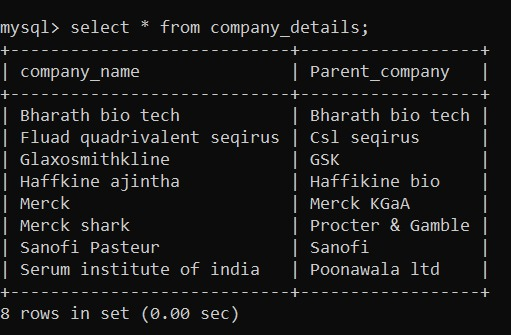 mysql> select * from company_details;
+----------------------------+------------------+
| company_name               | Parent_company   |
+----------------------------+------------------+
| Bharath bio tech           | Bharath bio tech |
| Fluad quadrivalent seqirus | Csl seqirus      |
| Glaxosmithkline            | GSK              |
| Haffkine ajintha           | Haffikine bio    |
| Merck                      | Merck KGaA       |
| Merck shark                | Procter & Gamble |
| Sanofi Pasteur             | Sanofi           |
| Serum institute of india   | Poonawala ltd    |
+----------------------------+------------------+
8 rows in set (0.00 sec)